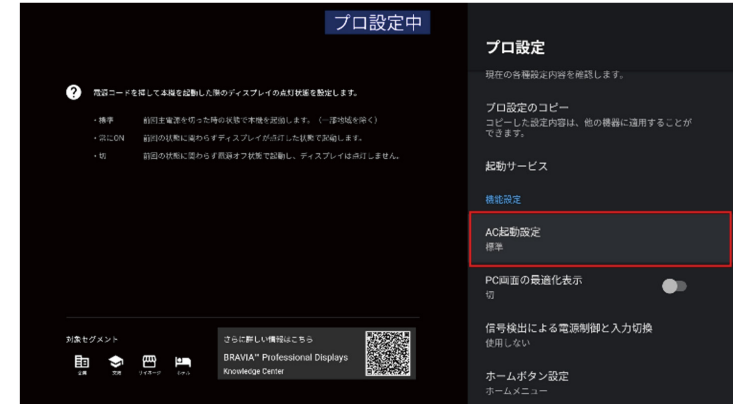 プロ設定中
電源コードを挿して本機を起動した際のディスプレイの点灯状態を設定します。
・標準 前回主電源を切った時の状態で本機を起動します。（一部地域を除く）
・常にON 前回の状態に関わらずディスプレイが点灯した状態で起動します。
・切 前回の状態に関わらず電源オフ状態で起動し、ディスプレイは点灯しません。
対象セグメント
企業 文教 サイネージ ホテル
さらに詳しい情報はこちら
BRAVIA™ Professional Displays
Knowledge Center
プロ設定
現在の各種設定内容を確認します。
プロ設定のコピー
コピーした設定内容は、他の機器に適用することが
できます。
起動サービス
機能設定
AC起動設定
標準
PC画面の最適化表示
切
信号検出による電源制御と入力切換
使用しない
ホームボタン設定
ホームメニュー